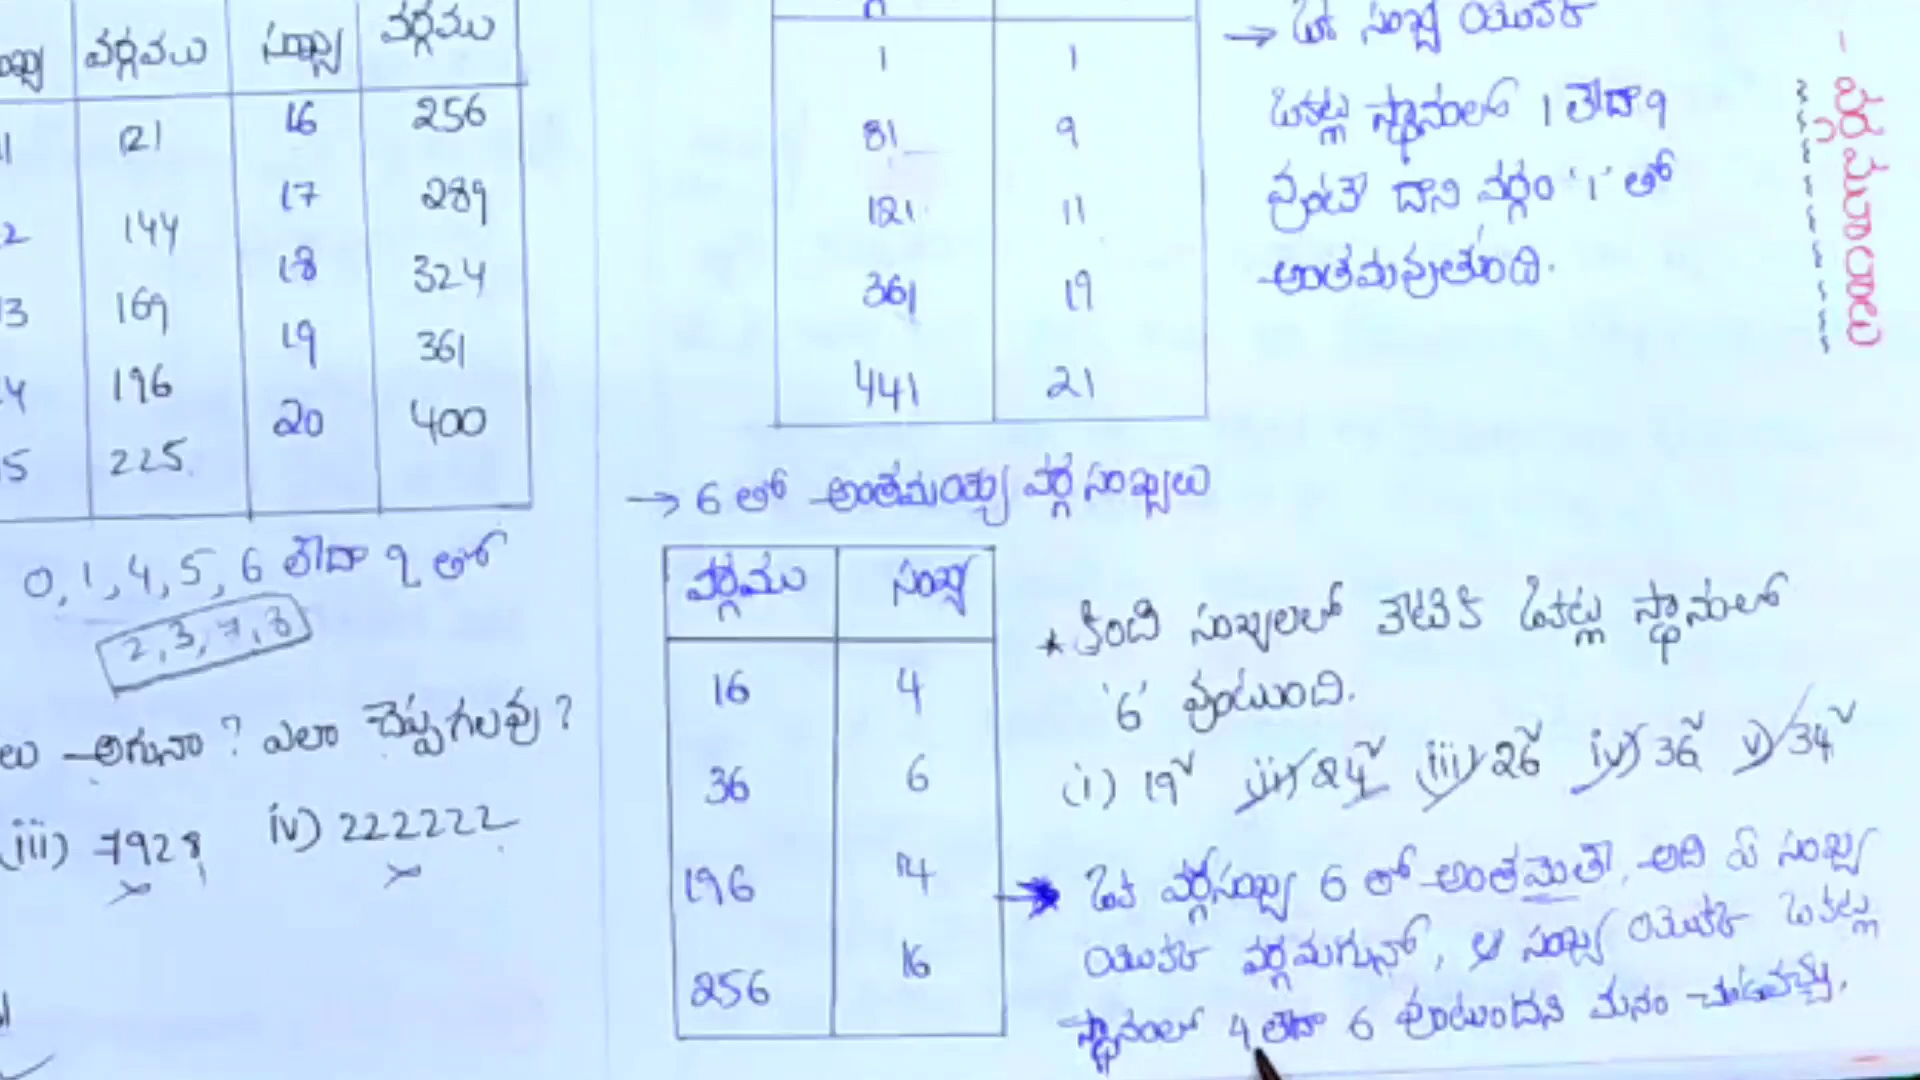 వర్గము సంఖ్య వర్గము
121 16 256
144 17 289
169 18 324
196 19 361
225 20 400
0, 1, 4, 5, 6 లేదా 9 తో
2, 3, 7, 8
లు అగునా? ఎలా చెప్పగలవు?
(iii) 7928 iv) 222222
1 1
81 9
121 11
361 19
441 21
→ ఒక సంఖ్య యొక్క
ఒకట్ల స్థానంలో 1 లేదా 9
వుంటే దాని వర్గం '1' తో
అంతమవుతుంది.
→ 6 తో అంతమయ్యే వర్గ సంఖ్యలు
వర్గము సంఖ్య
16 4
36 6
196 14
256 16
* కింది సంఖ్యలలో వేటికి ఒకట్ల స్థానంలో
'6' వుంటుంది.
(i) 19² (ii) 24² (iii) 26² iv) 36² v) 34²
→ ఒక వర్గసంఖ్య 6 తో అంతమైతే, అది ఏ సంఖ్య
యొక్క వర్గమగునో, ఆ సంఖ్య యొక్క ఒకట్ల
స్థానంలో 4 లేదా 6 వుంటుందని మనం చూడవచ్చు.